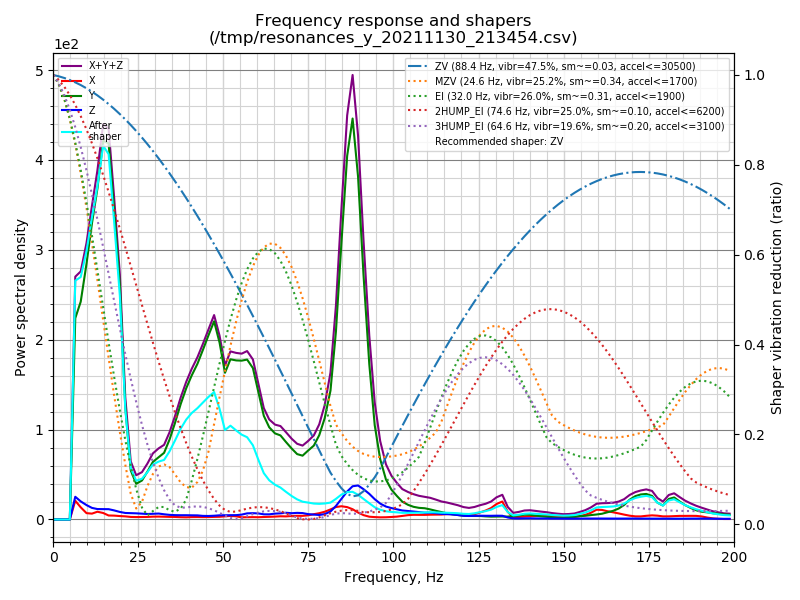 Frequency response and shapers
(/tmp/resonances_y_20211130_213454.csv)
1e2
X+Y+Z
X
Y
Z
After
shaper
ZV (88.4 Hz, vibr=47.5%, sm~=0.03, accel<=30500)
MZV (24.6 Hz, vibr=25.2%, sm~=0.34, accel<=1700)
EI (32.0 Hz, vibr=26.0%, sm~=0.31, accel<=1900)
2HUMP_EI (74.6 Hz, vibr=25.0%, sm~=0.10, accel<=6200)
3HUMP_EI (64.6 Hz, vibr=19.6%, sm~=0.20, accel<=3100)
Recommended shaper: ZV
5
4
3
2
1
0
Power spectral density
1.0
0.8
0.6
0.4
0.2
0.0
Shaper vibration reduction (ratio)
0 25 50 75 100 125 150 175 200
Frequency, Hz